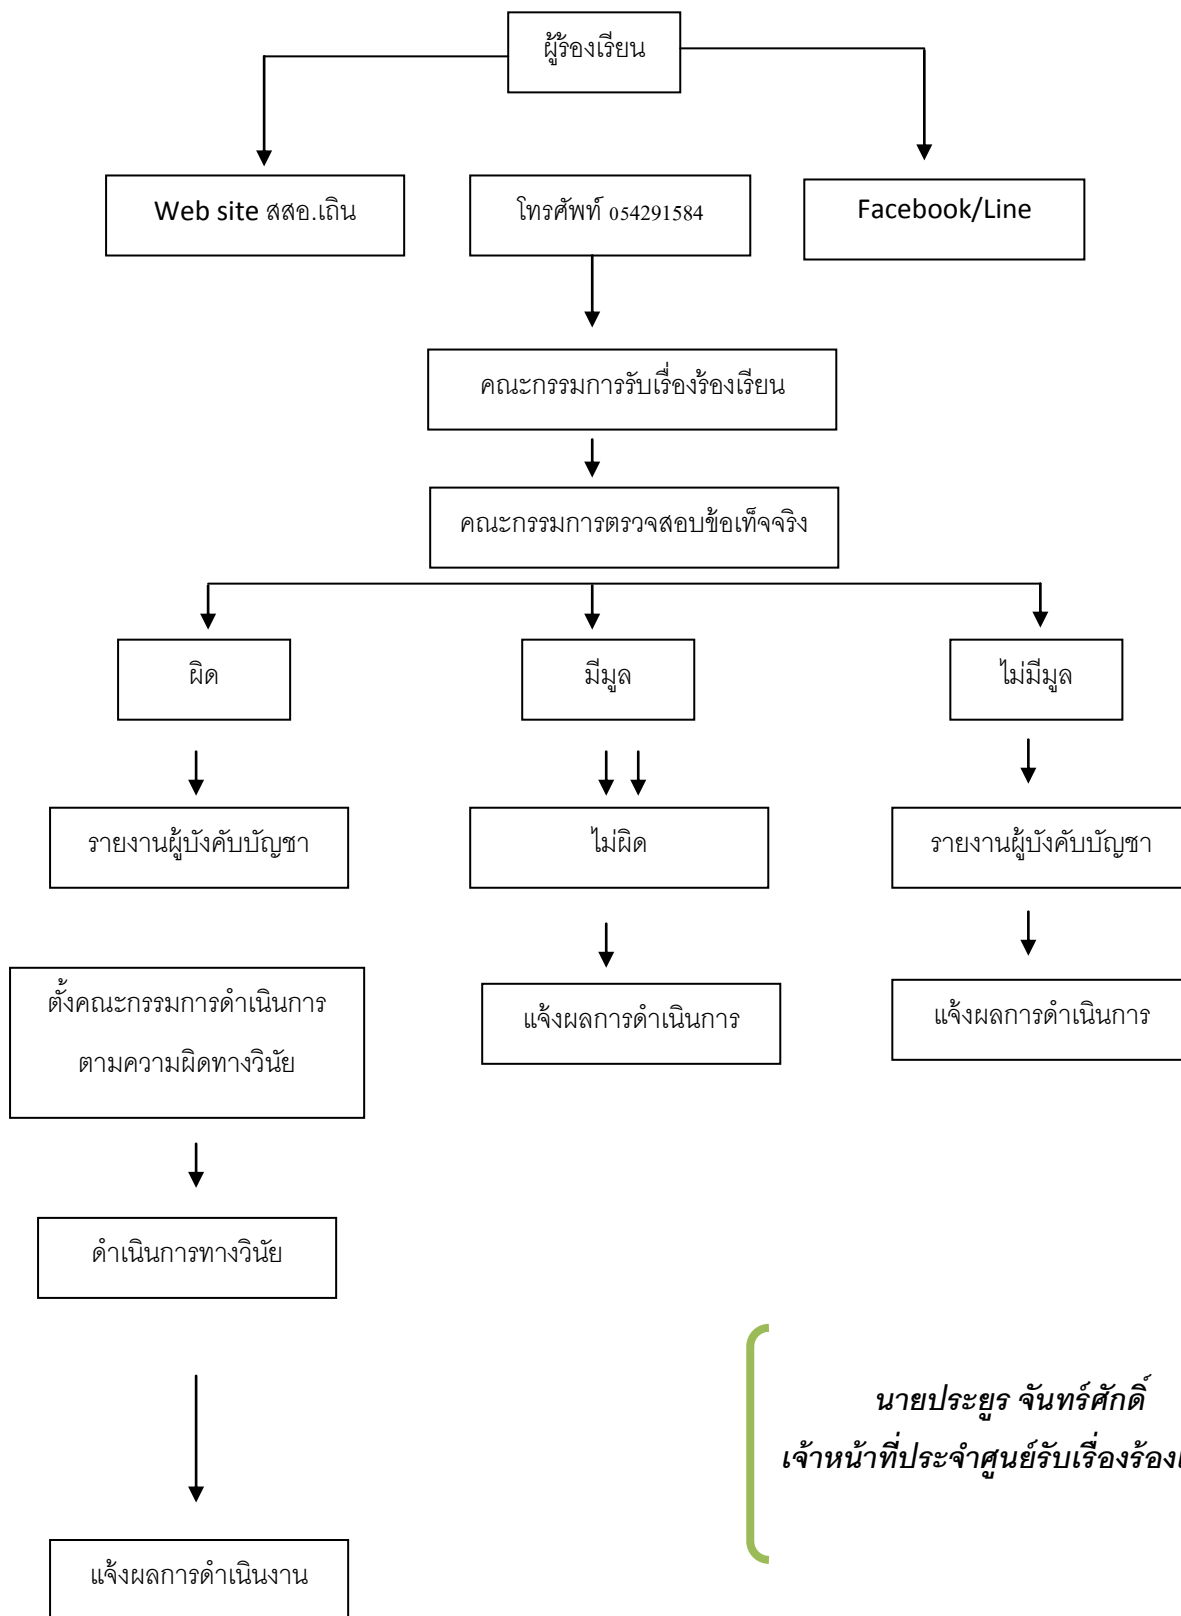 ผู้ร้องเรียน
Web site สสอ.เถิน
โทรศัพท์ 054291584
Facebook/Line
คณะกรรมการรับเรื่องร้องเรียน
คณะกรรมการตรวจสอบข้อเท็จจริง
ผิด
มีมูล
ไม่มีมูล
รายงานผู้บังคับบัญชา
ไม่ผิด
รายงานผู้บังคับบัญชา
ตั้งคณะกรรมการดำเนินการ
ตามความผิดทางวินัย
แจ้งผลการดำเนินการ
แจ้งผลการดำเนินการ
ดำเนินการทางวินัย
นายประยูร จันทร์ศักดิ์
เจ้าหน้าที่ประจำศูนย์รับเรื่องร้อง
แจ้งผลการดำเนินงาน